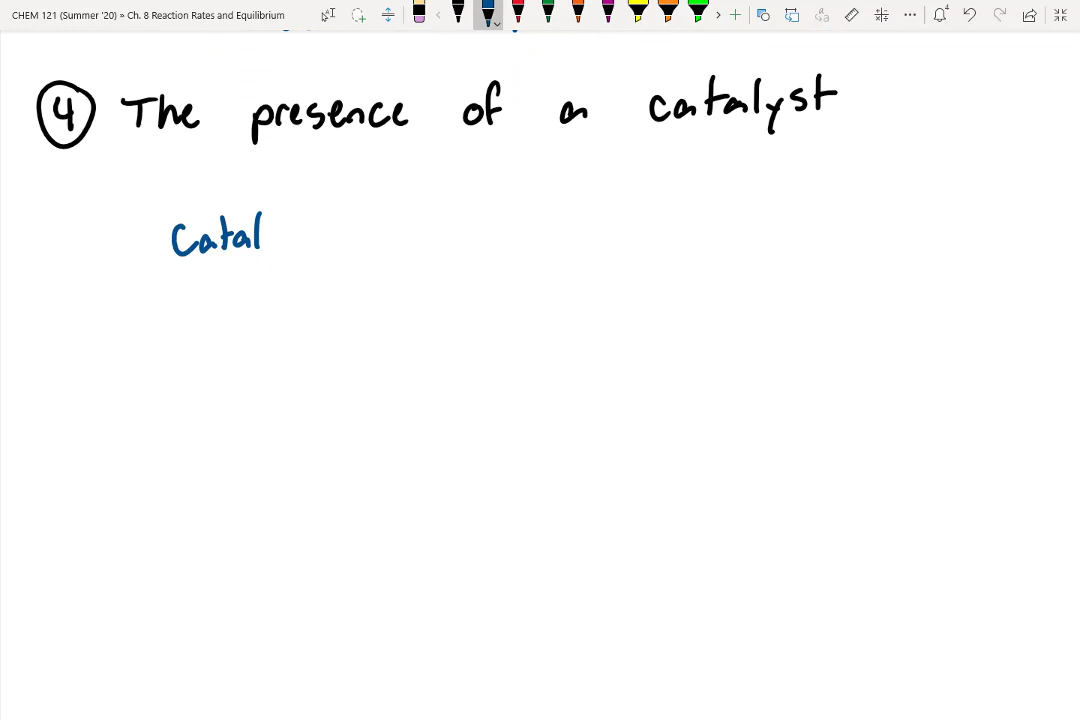 CHEM 121 (Summer '20) » Ch. 8 Reaction Rates and Equilibrium
4 The presence of a catalyst
Catal